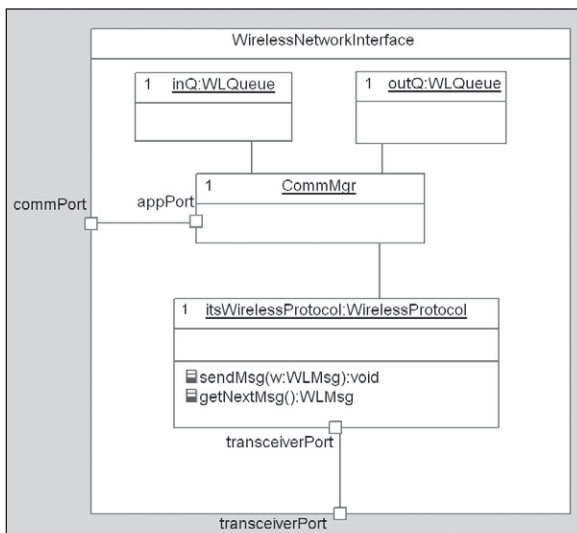 WirelessNetworkInterface
1 inQ:WLQueue
1 outQ:WLQueue
1 CommMgr
commPort
appPort
1 itsWirelessProtocol:WirelessProtocol
sendMsg(w:WLMsg):void
getNextMsg():WLMsg
transceiverPort
transceiverPort